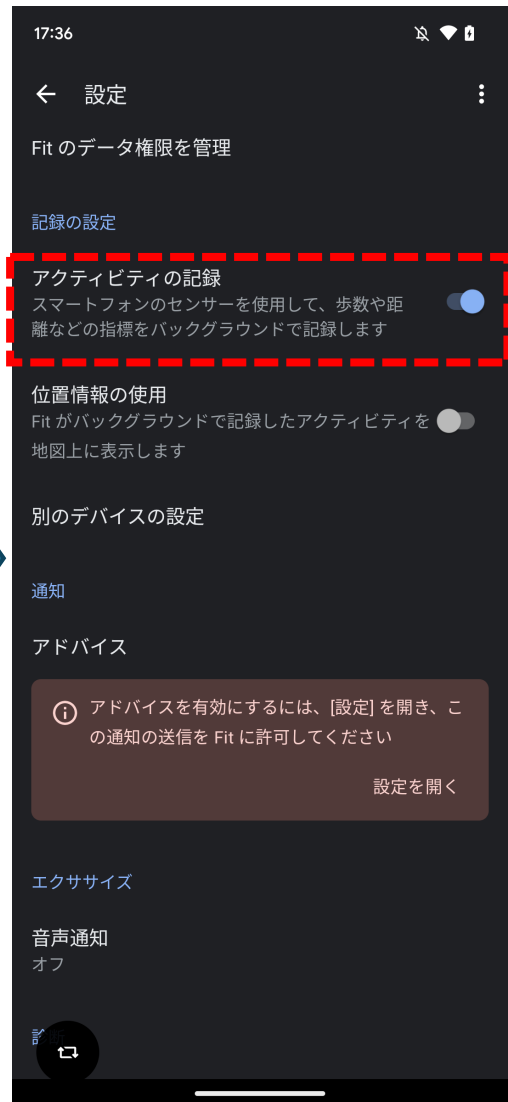 17:36
設定
Fit のデータ権限を管理
記録の設定
アクティビティの記録
スマートフォンのセンサーを使用して、歩数や距
離などの指標をバックグラウンドで記録します
位置情報の使用
Fit がバックグラウンドで記録したアクティビティを
地図上に表示します
別のデバイスの設定
通知
アドバイス
アドバイスを有効にするには、[設定] を開き、こ
の通知の送信を Fit に許可してください
設定を開く
エクササイズ
音声通知
オフ